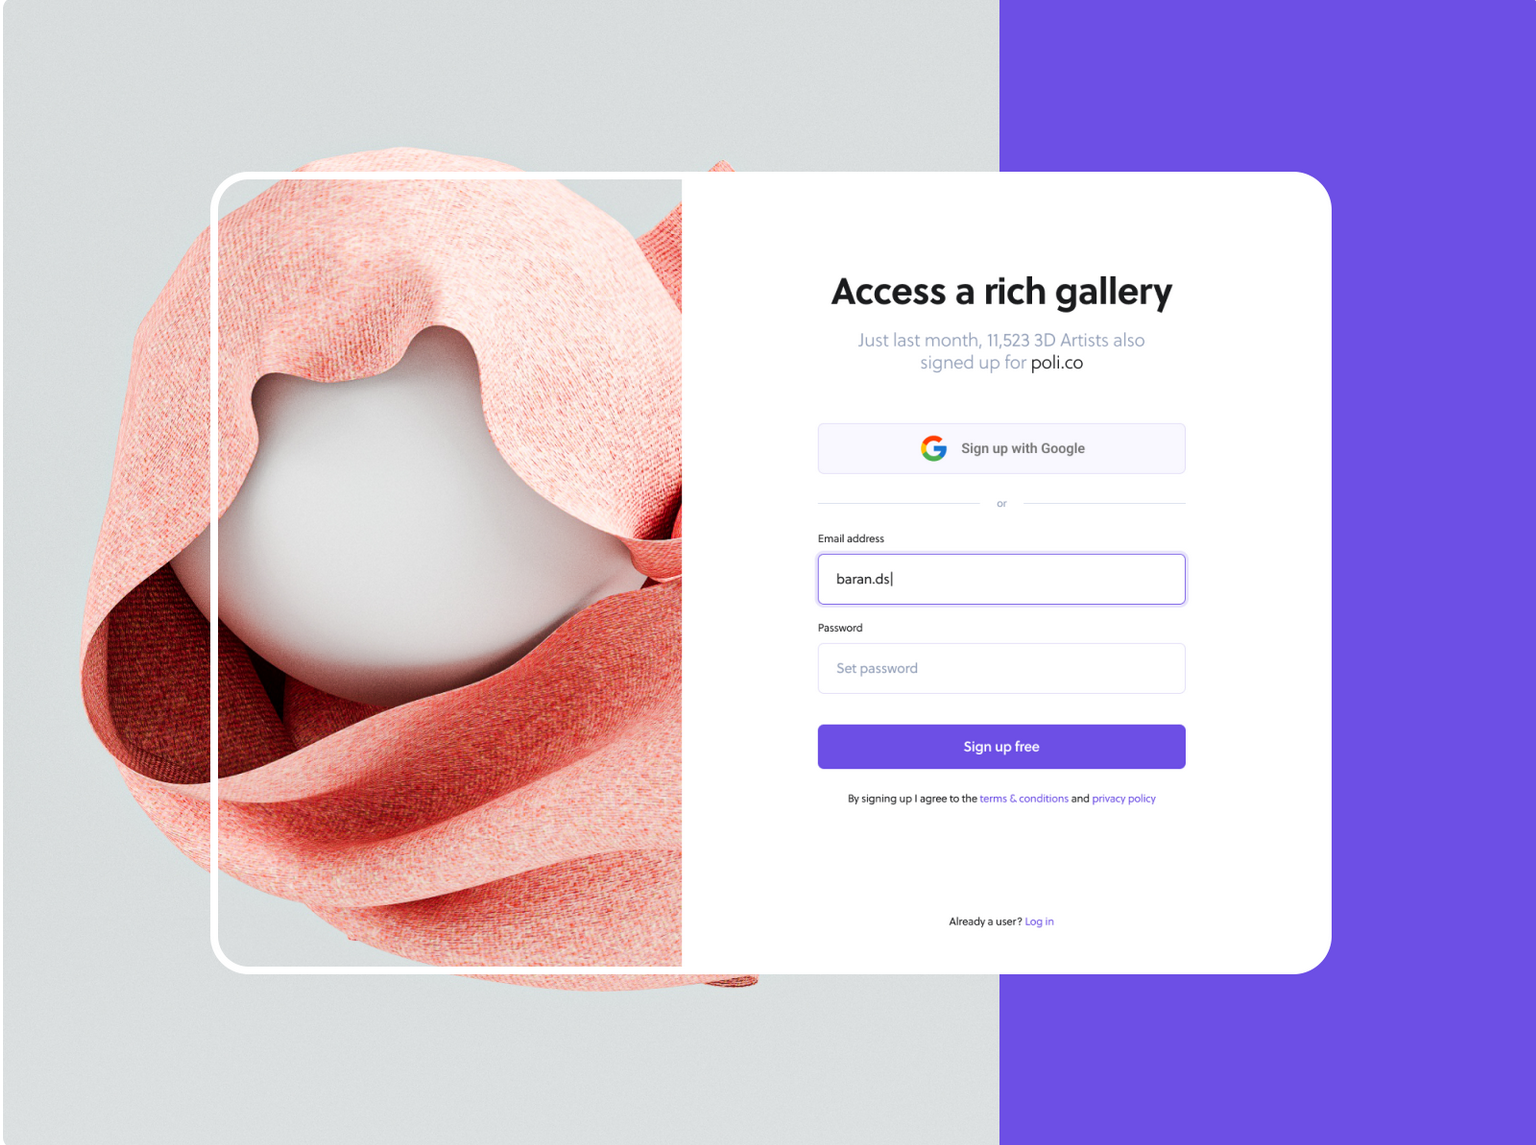 Access a rich gallery
Just last month, 11,523 3D Artists also
signed up for poli.co
Sign up with Google
or
Email address
baran.ds
Password
Set password
Sign up free
By signing up I agree to the terms & conditions and privacy policy
Already a user? Log in